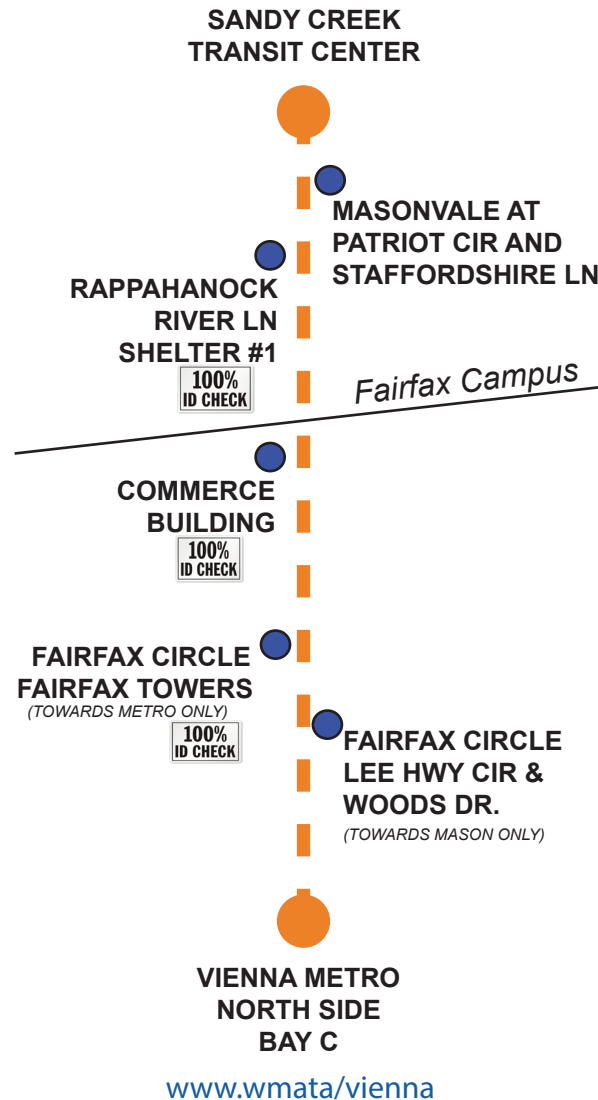 SANDY CREEK
TRANSIT CENTER
MASONVALE AT
PATRIOT CIR AND
STAFFORDSHIRE LN
RAPPAHANOCK
RIVER LN
SHELTER #1
100%
ID CHECK
Fairfax Campus
COMMERCE
BUILDING
100%
ID CHECK
FAIRFAX CIRCLE
FAIRFAX TOWERS
(TOWARDS METRO ONLY)
100%
ID CHECK
FAIRFAX CIRCLE
LEE HWY CIR &
WOODS DR.
(TOWARDS MASON ONLY)
VIENNA METRO
NORTH SIDE
BAY C
www.wmata/vienna